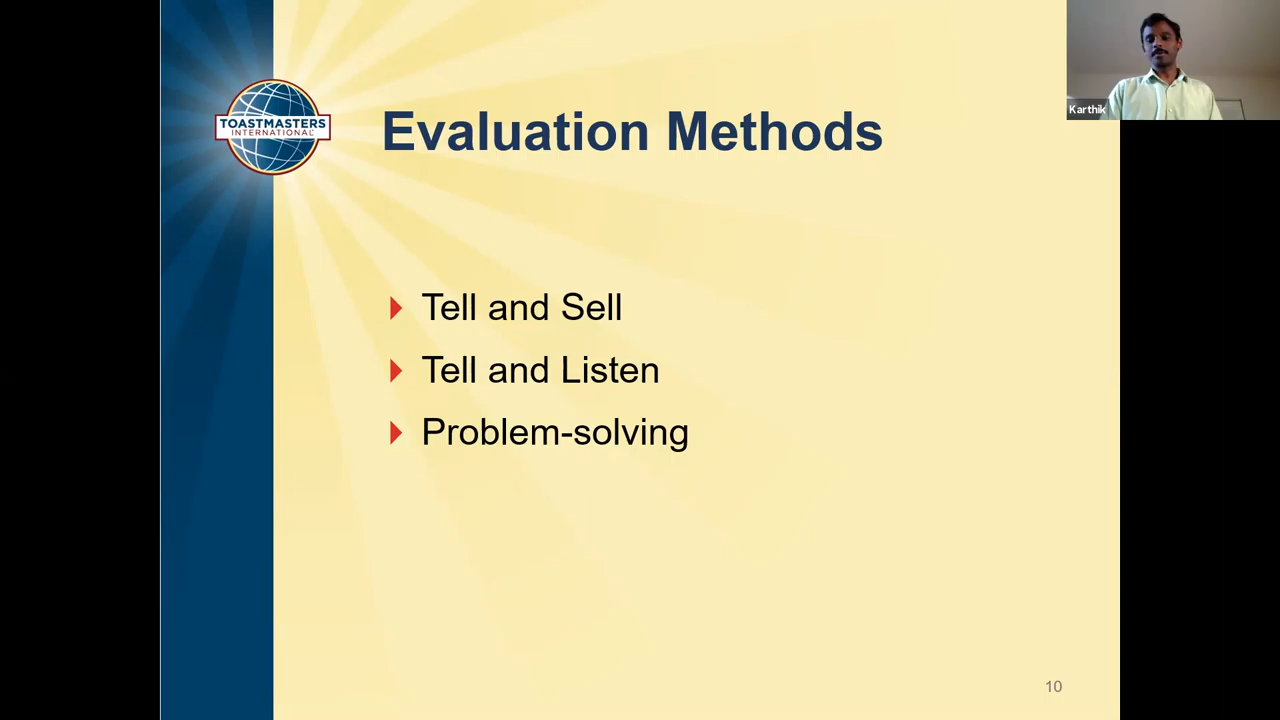 Karthik
TOASTMASTERS
INTERNATIONAL
Evaluation Methods
Tell and Sell
Tell and Listen
Problem-solving
10